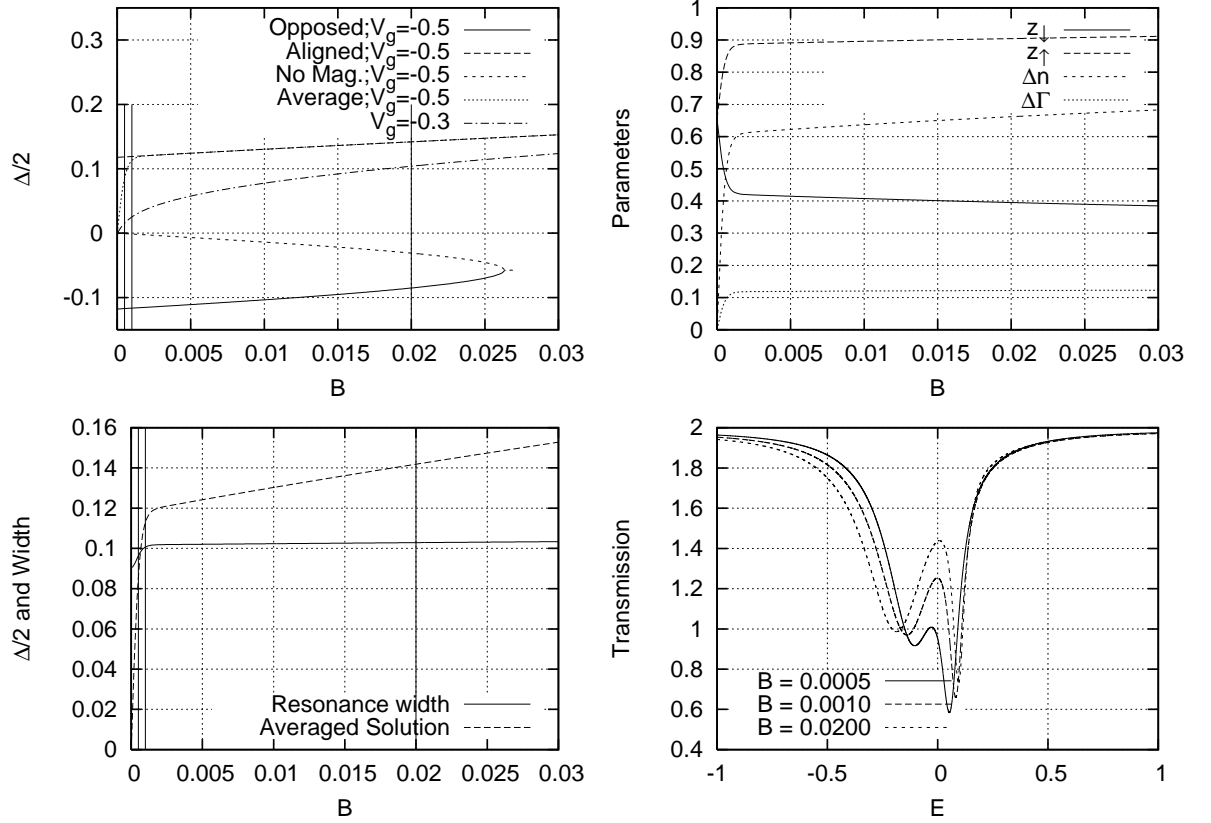 0.3
0.2
0.1
0
-0.1
Δ/2
Opposed;V_g=-0.5
Aligned;V_g=-0.5
No Mag.;V_g=-0.5
Average;V_g=-0.5
V_g=-0.3
0 0.005 0.01 0.015 0.02 0.025 0.03
B
1
0.9
0.8
0.7
0.6
0.5
0.4
0.3
0.2
0.1
0
Parameters
z↓
z↑
Δn
ΔΓ
0 0.005 0.01 0.015 0.02 0.025 0.03
B
0.16
0.14
0.12
0.1
0.08
0.06
0.04
0.02
0
Δ/2 and Width
Resonance width
Averaged Solution
0 0.005 0.01 0.015 0.02 0.025 0.03
B
2
1.8
1.6
1.4
1.2
1
0.8
0.6
0.4
Transmission
B = 0.0005
B = 0.0010
B = 0.0200
-1 -0.5 0 0.5 1
E